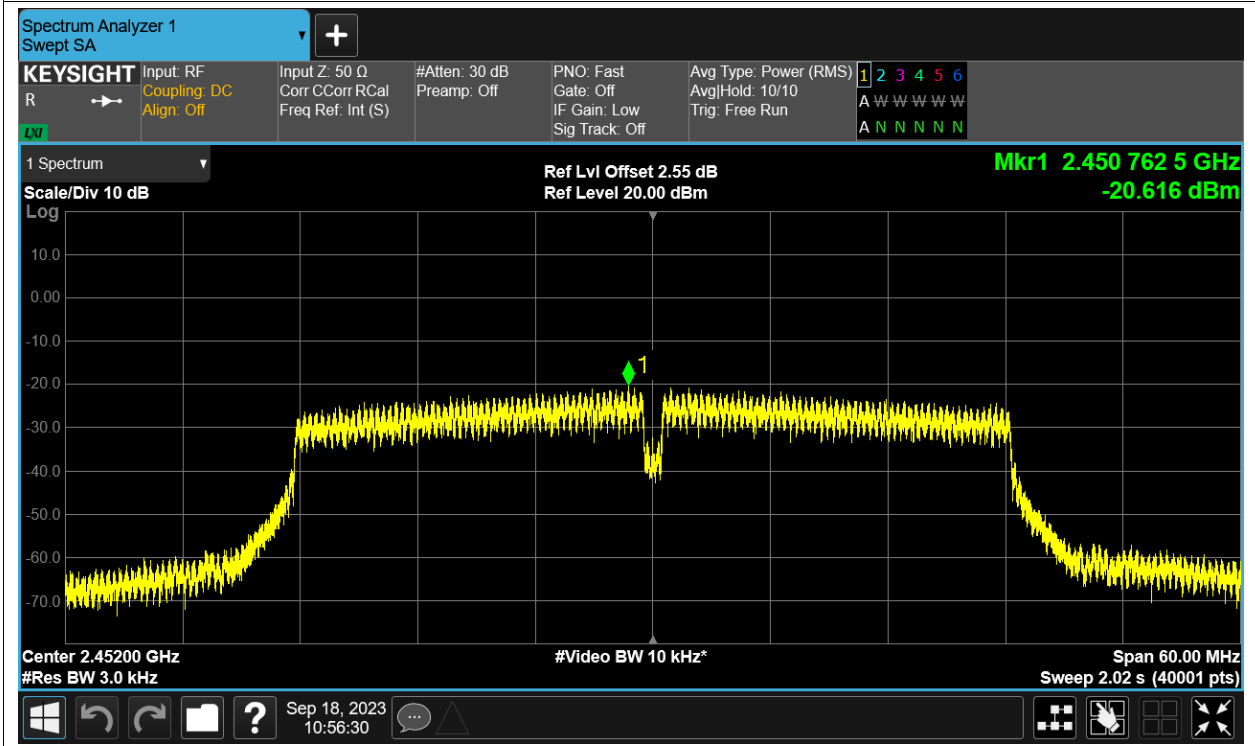 Spectrum Analyzer 1
Swept SA
+
KEYSIGHT
R
LXI
Input: RF
Coupling: DC
Align: Off
Input Z: 50 Ω
Corr CCorr RCal
Freq Ref: Int (S)
#Atten: 30 dB
Preamp: Off
PNO: Fast
Gate: Off
IF Gain: Low
Sig Track: Off
Avg Type: Power (RMS)
Avg|Hold: 10/10
Trig: Free Run
1 2 3 4 5 6
A W W W W W
A N N N N N
1 Spectrum
Scale/Div 10 dB
Log
Ref Lvl Offset 2.55 dB
Ref Level 20.00 dBm
Mkr1 2.450 762 5 GHz
-20.616 dBm
10.0
0.00
-10.0
-20.0
-30.0
-40.0
-50.0
-60.0
-70.0
1
Center 2.45200 GHz
#Res BW 3.0 kHz
#Video BW 10 kHz*
Span 60.00 MHz
Sweep 2.02 s (40001 pts)
?
Sep 18, 2023
10:56:30